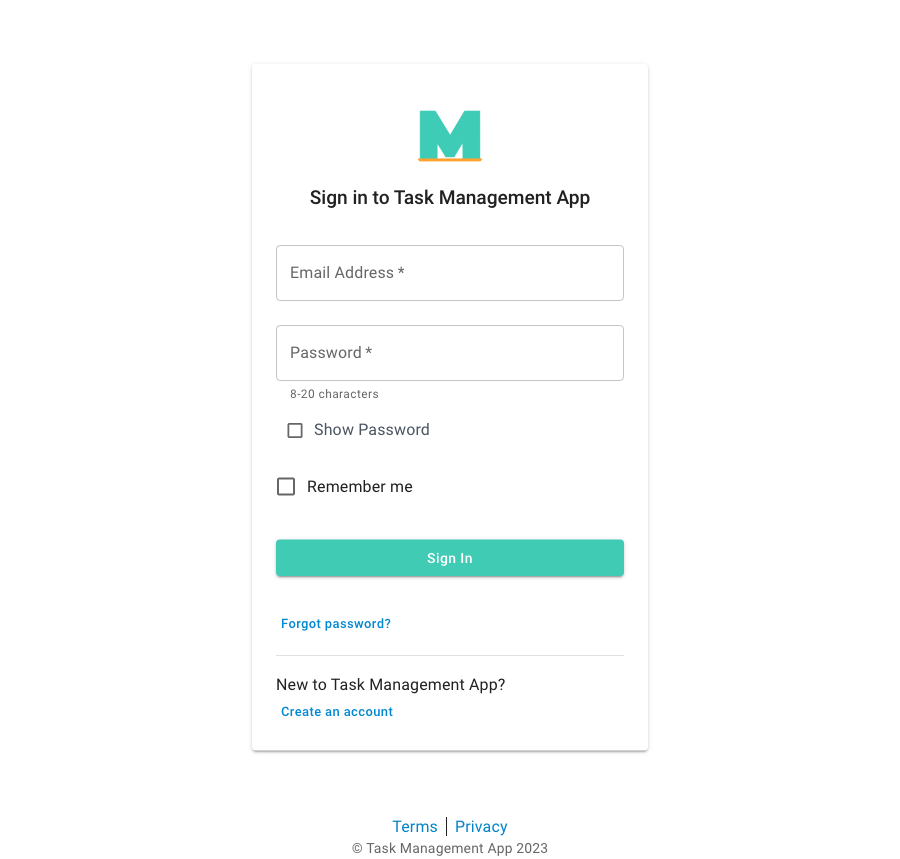 M
Sign in to Task Management App
Email Address *
Password *
8-20 characters
Show Password
Remember me
Sign In
Forgot password?
New to Task Management App?
Create an account
Terms | Privacy
© Task Management App 2023